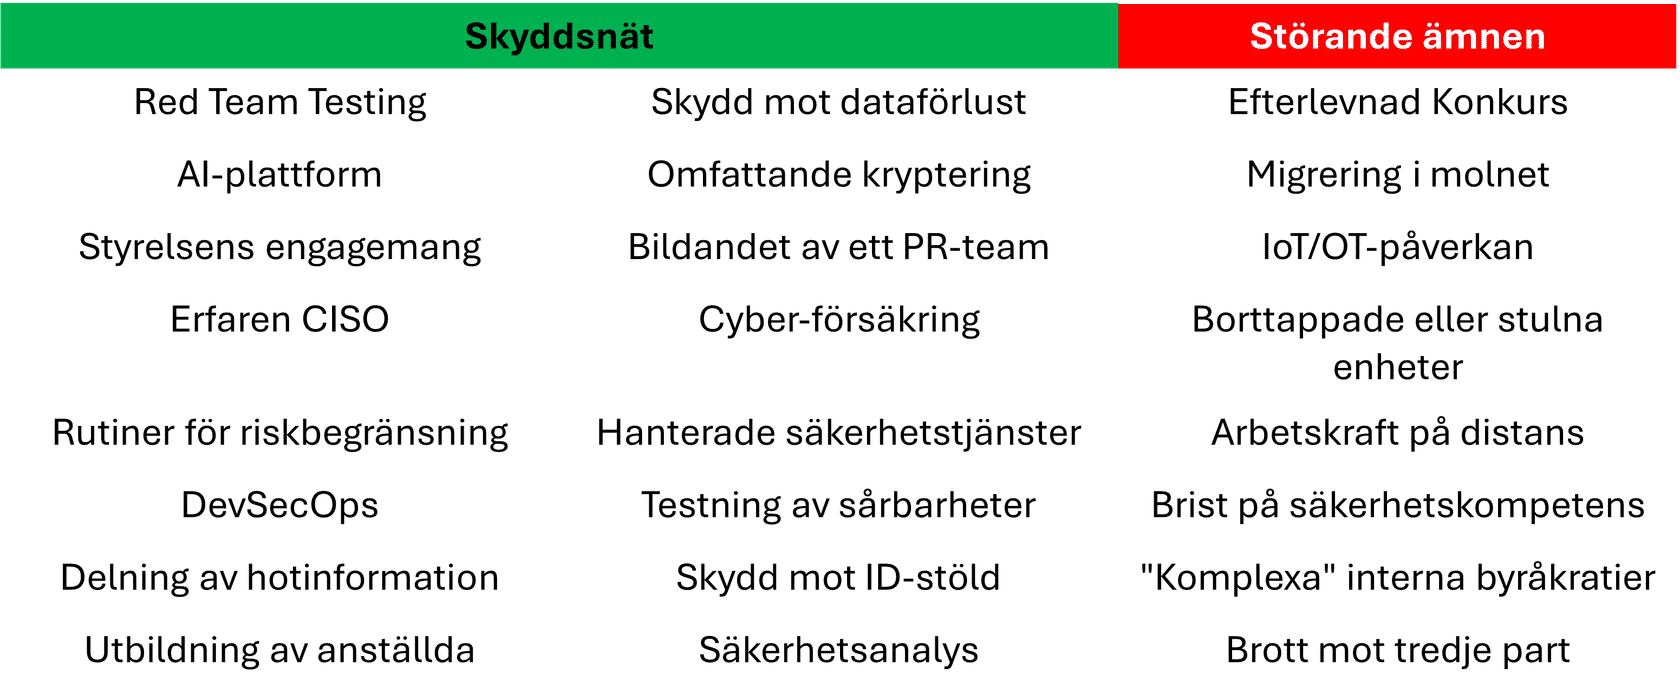 Skyddsnät Störande ämnen
Red Team Testing Skydd mot dataförlust Efterlevnad Konkurs
AI-plattform Omfattande kryptering Migrering i molnet
Styrelsens engagemang Bildandet av ett PR-team IoT/OT-påverkan
Erfaren CISO Cyber-försäkring Borttappade eller stulna
enheter
Rutiner för riskbegränsning Hanterade säkerhetstjänster Arbetskraft på distans
DevSecOps Testning av sårbarheter Brist på säkerhetskompetens
Delning av hotinformation Skydd mot ID-stöld "Komplexa" interna byråkratier
Utbildning av anställda Säkerhetsanalys Brott mot tredje part